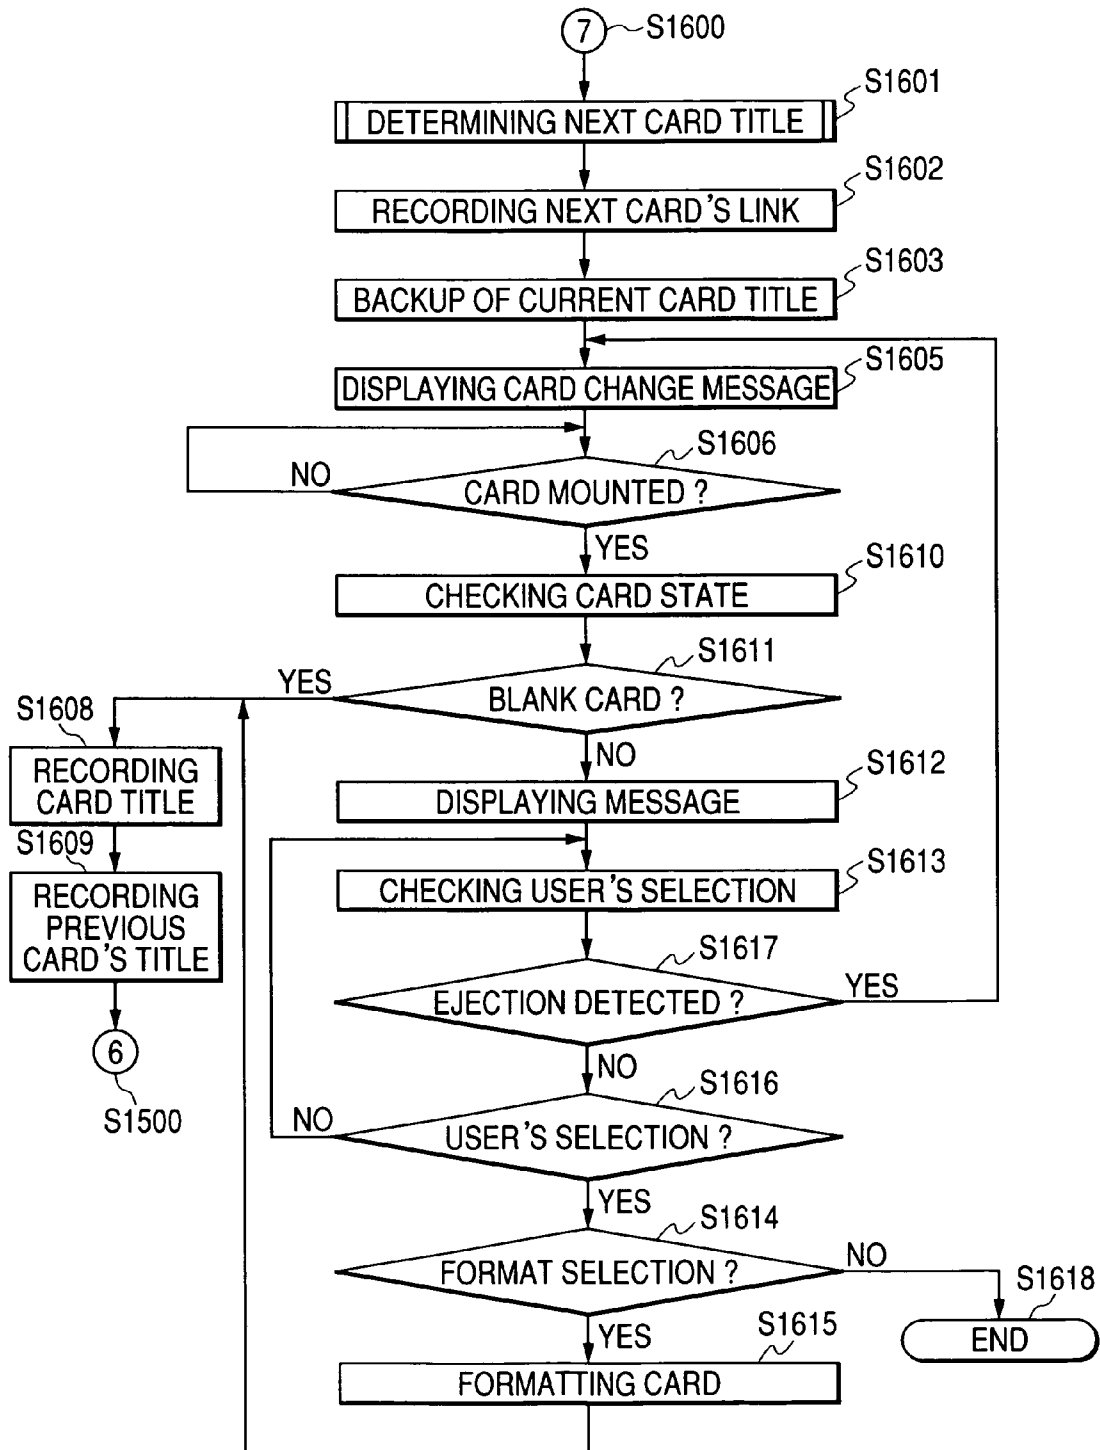 7
S1600
S1601
DETERMINING NEXT CARD TITLE
S1602
RECORDING NEXT CARD'S LINK
S1603
BACKUP OF CURRENT CARD TITLE
S1605
DISPLAYING CARD CHANGE MESSAGE
S1606
NO
CARD MOUNTED ?
YES
S1610
CHECKING CARD STATE
S1611
YES
BLANK CARD ?
S1608
NO
RECORDING
CARD TITLE
S1612
DISPLAYING MESSAGE
S1609
RECORDING
PREVIOUS
CARD'S TITLE
S1613
CHECKING USER'S SELECTION
S1617
EJECTION DETECTED ?
YES
6
S1500
NO
S1616
NO
USER'S SELECTION ?
YES
S1614
FORMAT SELECTION ?
NO
S1618
END
YES
S1615
FORMATTING CARD